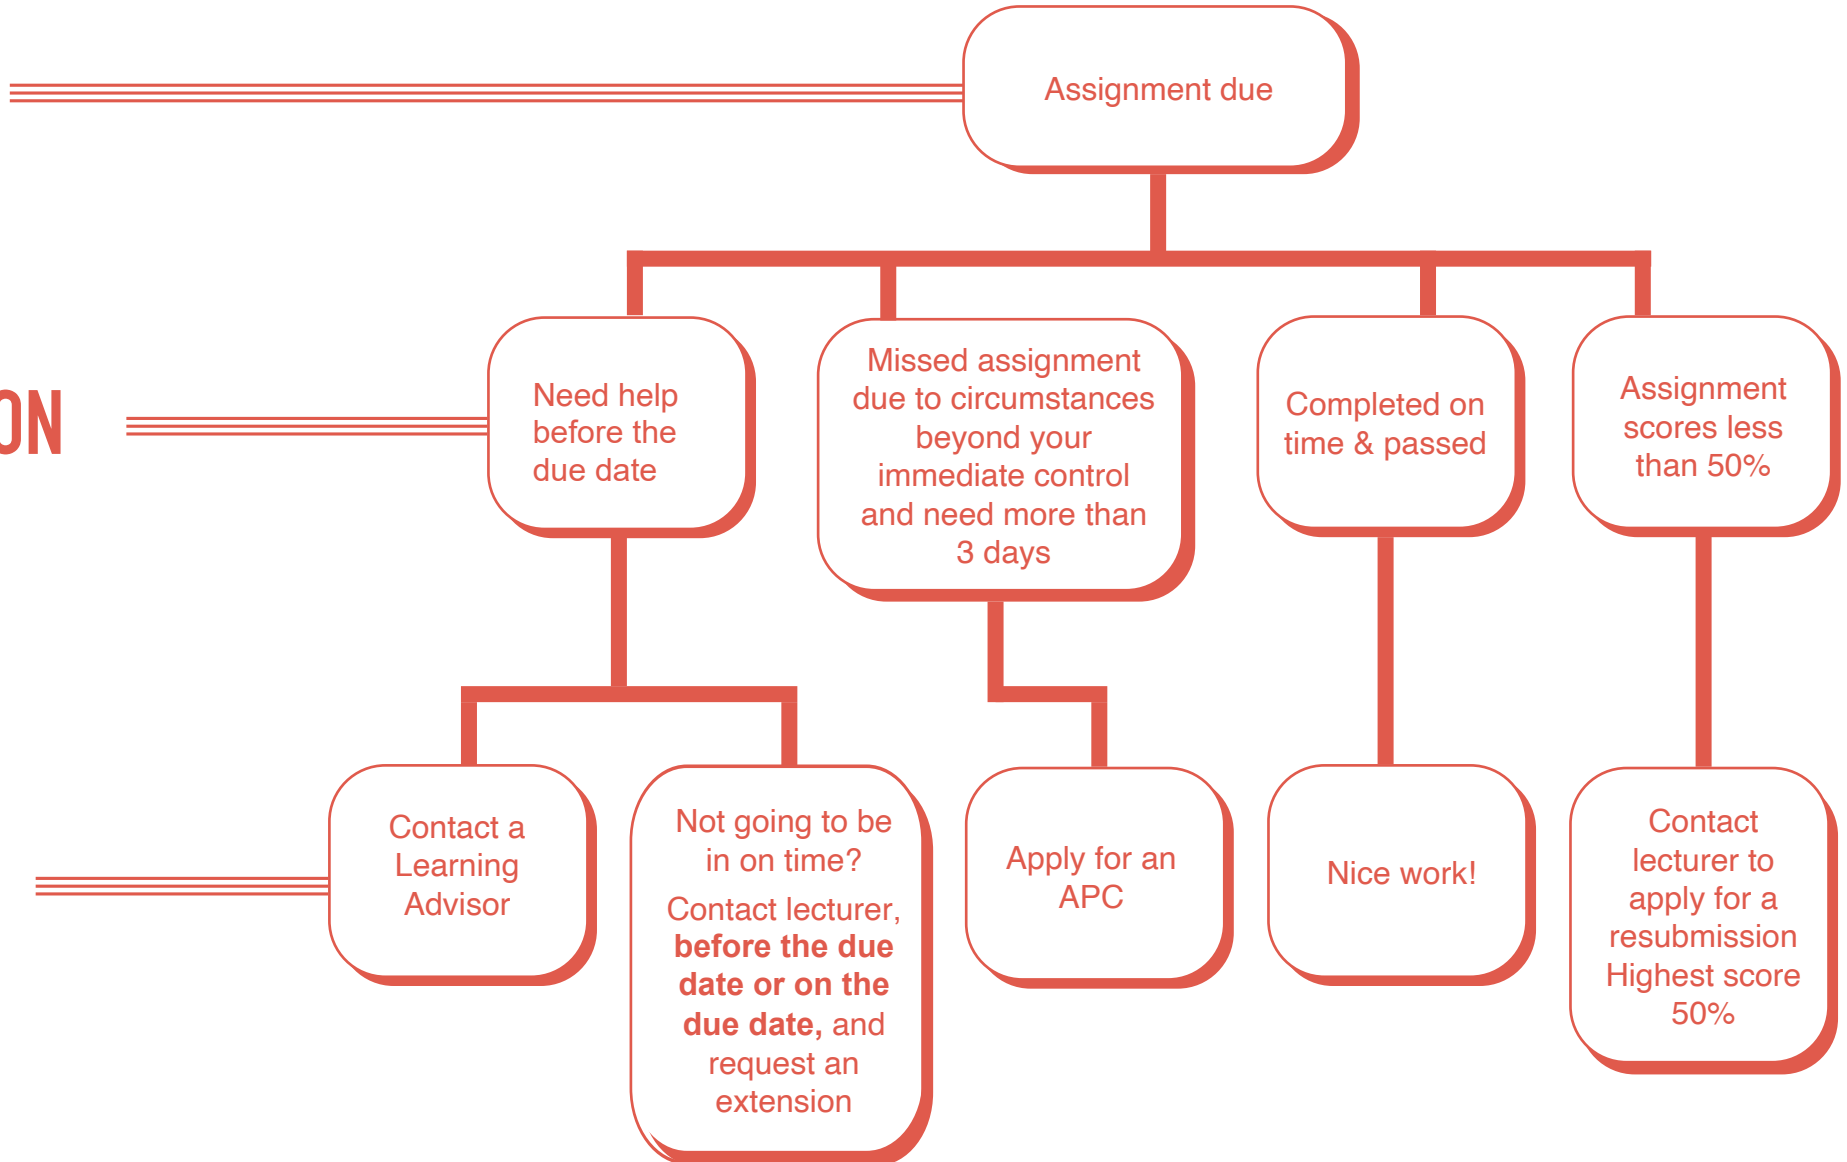 Assignment due
ON
Need help
before the
due date
Missed assignment
due to circumstances
beyond your
immediate control
and need more than
3 days
Completed on
time & passed
Assignment
scores less
than 50%
Contact a
Learning
Advisor
Not going to be
in on time?
Contact lecturer,
before the due
date or on the
due date, and
request an
extension
Apply for an
APC
Nice work!
Contact
lecturer to
apply for a
resubmission
Highest score
50%